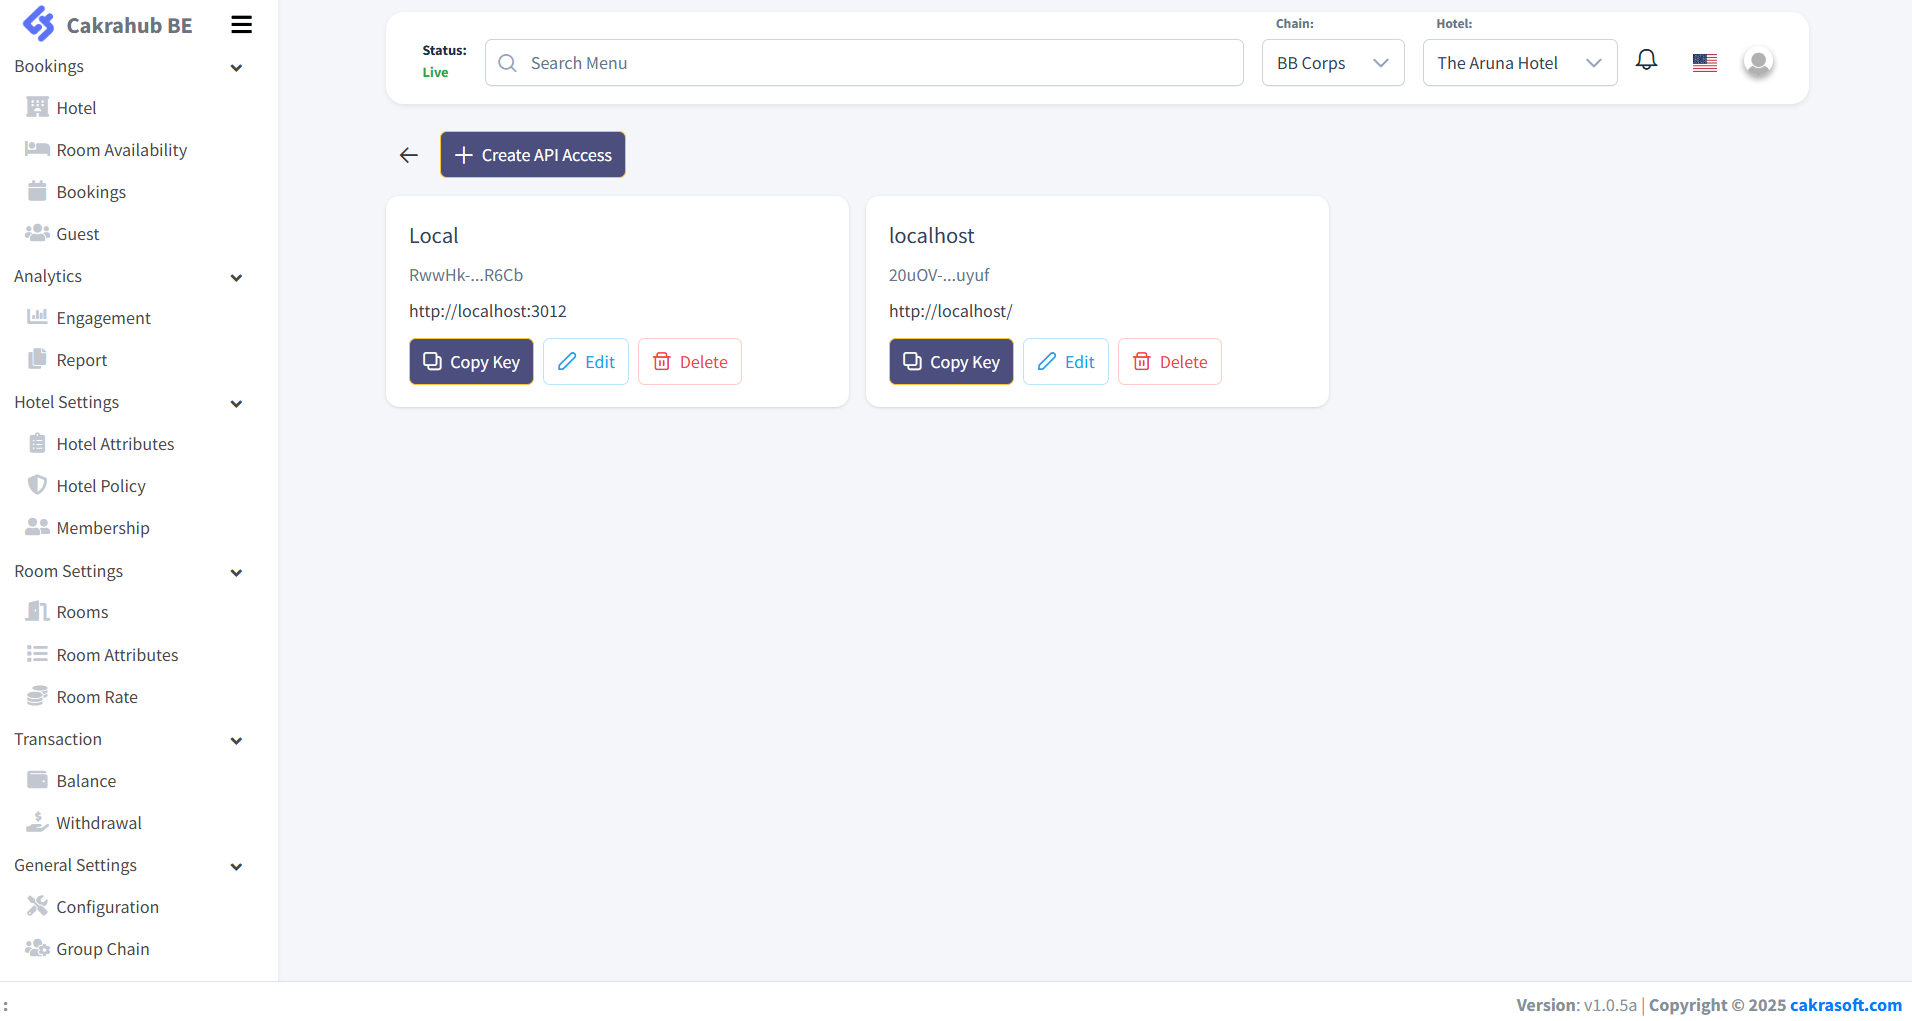 Cakrahub BE
Bookings
Hotel
Room Availability
Bookings
Guest
Analytics
Engagement
Report
Hotel Settings
Hotel Attributes
Hotel Policy
Membership
Room Settings
Rooms
Room Attributes
Room Rate
Transaction
Balance
Withdrawal
General Settings
Configuration
Group Chain
Status:
Live
Search Menu
Chain:
BB Corps
Hotel:
The Aruna Hotel
Create API Access
Local
RwwHk-...R6Cb
http://localhost:3012
Copy Key Edit Delete
localhost
20uOV-...uyuf
http://localhost/
Copy Key Edit Delete
:
Version: v1.0.5a | Copyright © 2025 cakrasoft.com